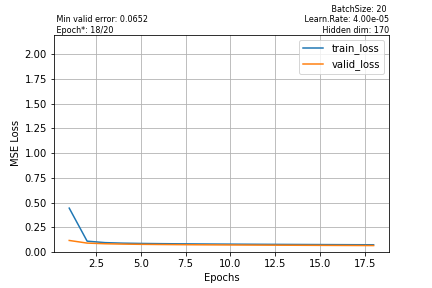 Min valid error: 0.0652
Epoch*: 18/20
BatchSize: 20
Learn.Rate: 4.00e-05
Hidden dim: 170
train_loss
valid_loss
MSE Loss
2.00
1.75
1.50
1.25
1.00
0.75
0.50
0.25
0.00
2.5 5.0 7.5 10.0 12.5 15.0 17.5
Epochs